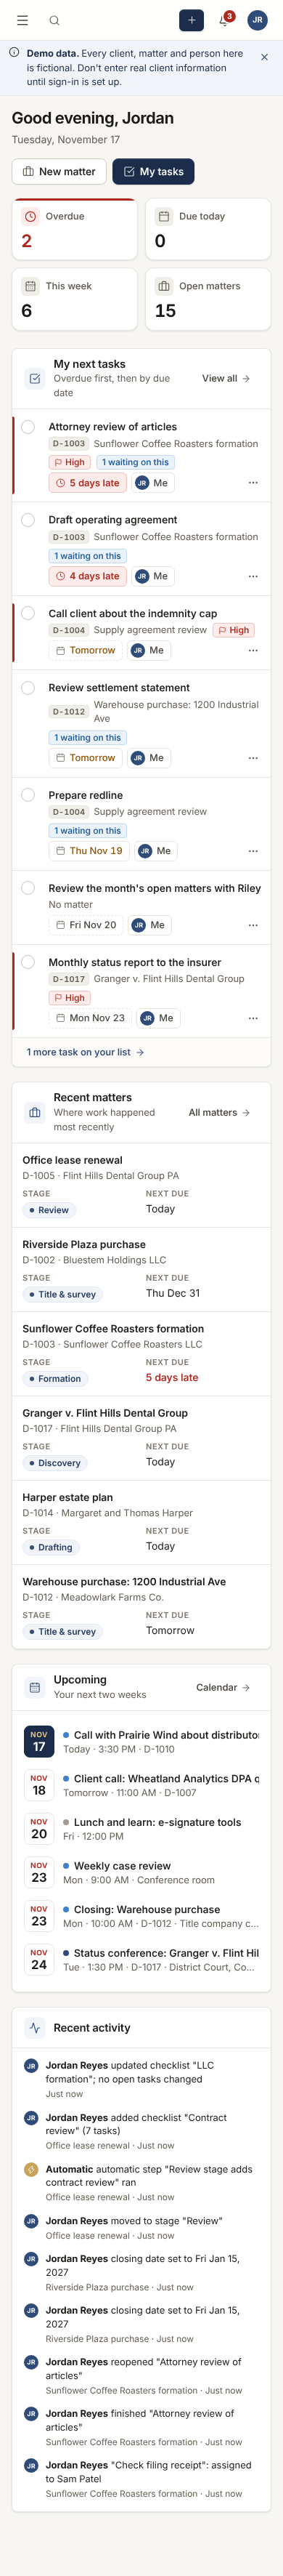 3
JR
Demo data. Every client, matter and person here
is fictional. Don't enter real client information
until sign-in is set up.
Good evening, Jordan
Tuesday, November 17
New matter
My tasks
Overdue
2
Due today
0
This week
6
Open matters
15
My next tasks
Overdue first, then by due
date
View all
Attorney review of articles
D-1003 Sunflower Coffee Roasters formation
High 1 waiting on this
5 days late JR Me
Draft operating agreement
D-1003 Sunflower Coffee Roasters formation
1 waiting on this
4 days late JR Me
Call client about the indemnity cap
D-1004 Supply agreement review High
Tomorrow JR Me
Review settlement statement
D-1012 Warehouse purchase: 1200 Industrial
Ave
1 waiting on this
Tomorrow JR Me
Prepare redline
D-1004 Supply agreement review
1 waiting on this
Thu Nov 19 JR Me
Review the month's open matters with Riley
No matter
Fri Nov 20 JR Me
Monthly status report to the insurer
D-1017 Granger v. Flint Hills Dental Group
High
Mon Nov 23 JR Me
1 more task on your list
Recent matters
Where work happened
most recently
All matters
Office lease renewal
D-1005 · Flint Hills Dental Group PA
STAGE NEXT DUE
Review Today
Riverside Plaza purchase
D-1002 · Bluestem Holdings LLC
STAGE NEXT DUE
Title & survey Thu Dec 31
Sunflower Coffee Roasters formation
D-1003 · Sunflower Coffee Roasters LLC
STAGE NEXT DUE
Formation 5 days late
Granger v. Flint Hills Dental Group
D-1017 · Flint Hills Dental Group PA
STAGE NEXT DUE
Discovery Today
Harper estate plan
D-1014 · Margaret and Thomas Harper
STAGE NEXT DUE
Drafting Today
Warehouse purchase: 1200 Industrial Ave
D-1012 · Meadowlark Farms Co.
STAGE NEXT DUE
Title & survey Tomorrow
Upcoming
Your next two weeks
Calendar
NOV
17
Call with Prairie Wind about distributor
Today · 3:30 PM · D-1010
NOV
18
Client call: Wheatland Analytics DPA q
Tomorrow · 11:00 AM · D-1007
NOV
20
Lunch and learn: e-signature tools
Fri · 12:00 PM
NOV
23
Weekly case review
Mon · 9:00 AM · Conference room
NOV
23
Closing: Warehouse purchase
Mon · 10:00 AM · D-1012 · Title company c...
NOV
24
Status conference: Granger v. Flint Hil
Tue · 1:30 PM · D-1017 · District Court, Co...
Recent activity
JR Jordan Reyes updated checklist "LLC
formation"; no open tasks changed
Just now
JR Jordan Reyes added checklist "Contract
review" (7 tasks)
Office lease renewal · Just now
Automatic automatic step "Review stage adds
contract review" ran
Office lease renewal · Just now
JR Jordan Reyes moved to stage "Review"
Office lease renewal · Just now
JR Jordan Reyes closing date set to Fri Jan 15,
2027
Riverside Plaza purchase · Just now
JR Jordan Reyes closing date set to Fri Jan 15,
2027
Riverside Plaza purchase · Just now
JR Jordan Reyes reopened "Attorney review of
articles"
Sunflower Coffee Roasters formation · Just now
JR Jordan Reyes finished "Attorney review of
articles"
Sunflower Coffee Roasters formation · Just now
JR Jordan Reyes "Check filing receipt": assigned
to Sam Patel
Sunflower Coffee Roasters formation · Just now